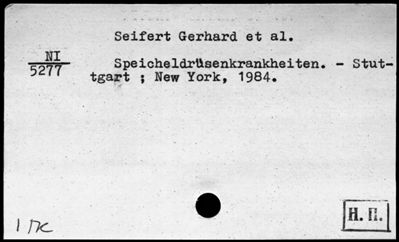 Seifert Gerhard et al.
NI
5277
Speicheldrüsenkrankheiten. - Stut-
tgart ; New York, 1984.
Н. П.